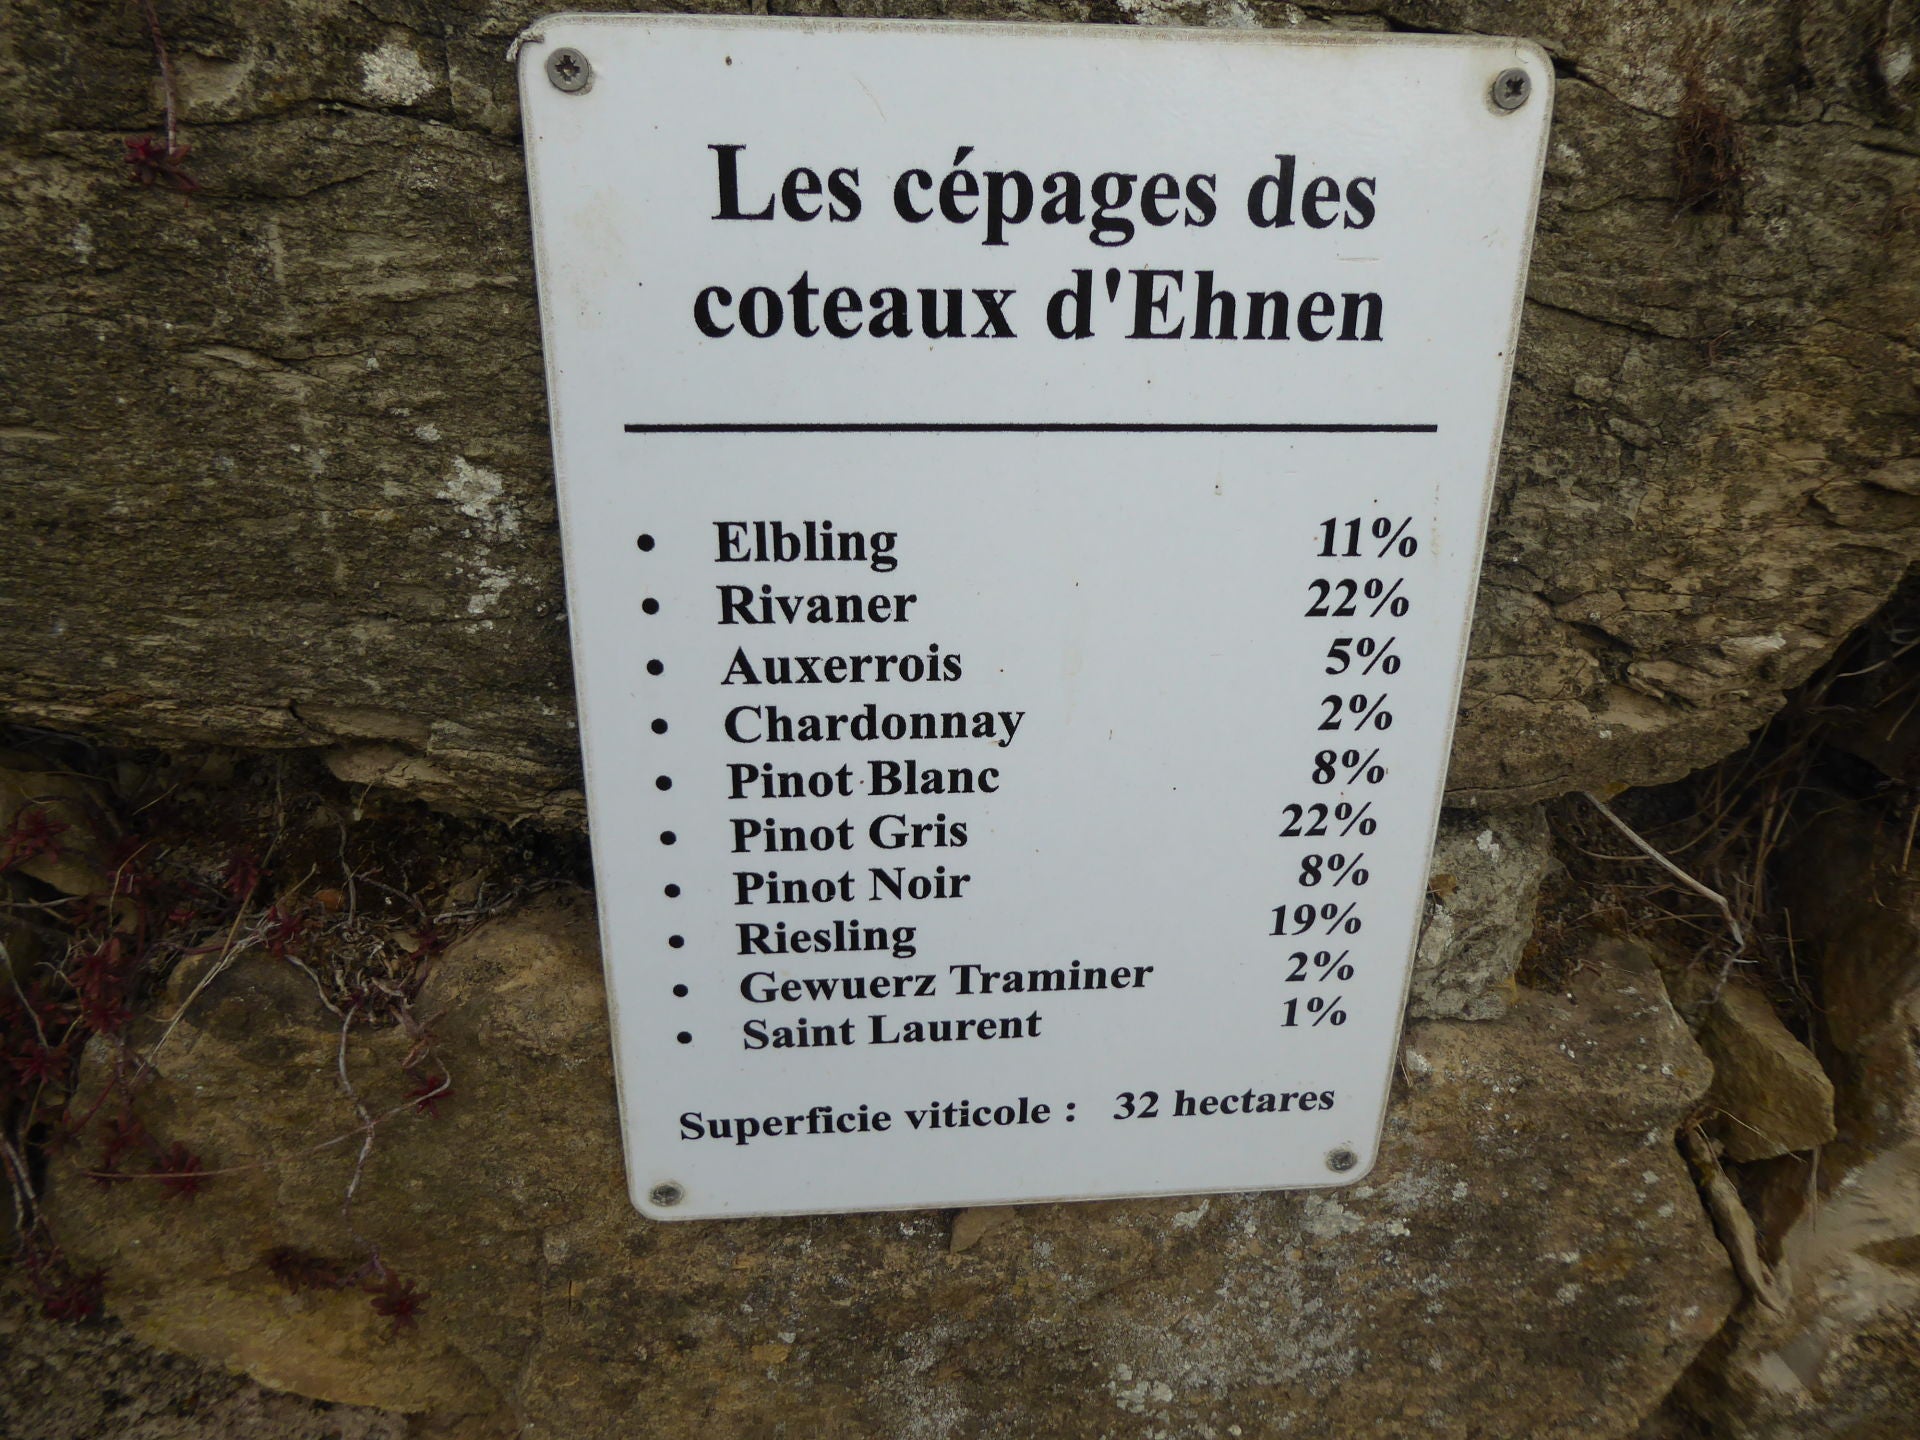 Les cépages des
coteaux d'Ehnen
• Elbling 11%
• Rivaner 22%
• Auxerrois 5%
• Chardonnay 2%
• Pinot Blanc 8%
• Pinot Gris 22%
• Pinot Noir 8%
• Riesling 19%
• Gewuerz Traminer 2%
• Saint Laurent 1%
Superficie viticole : 32 hectares